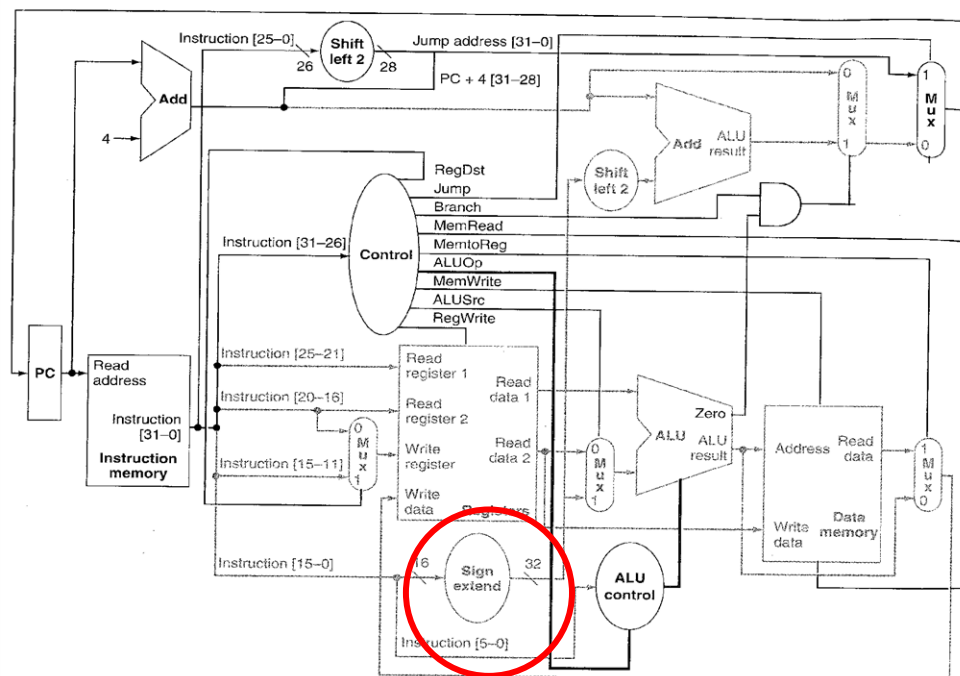 Instruction [25–0]
26
Shift
left 2
28
Jump address [31–0]
PC + 4 [31–28]
Add
4
0
M
u
x
1
1
M
u
x
0
Add
ALU
result
Shift
left 2
RegDst
Jump
Branch
MemRead
MemtoReg
ALUOp
MemWrite
ALUSrc
RegWrite
Instruction [31–26]
Control
PC
Read
address
Instruction
[31–0]
Instruction
memory
Instruction [25–21]
Instruction [20–16]
Instruction [15–11]
0
M
u
x
1
Read
register 1
Read
register 2
Write
register
Write
data
Read
data 1
Read
data 2
Registers
0
M
u
x
1
Zero
ALU
ALU
result
Address
Read
data
Write
data
Data
memory
1
M
u
x
0
Instruction [15–0]
16
Sign
extend
32
ALU
control
Instruction [5–0]